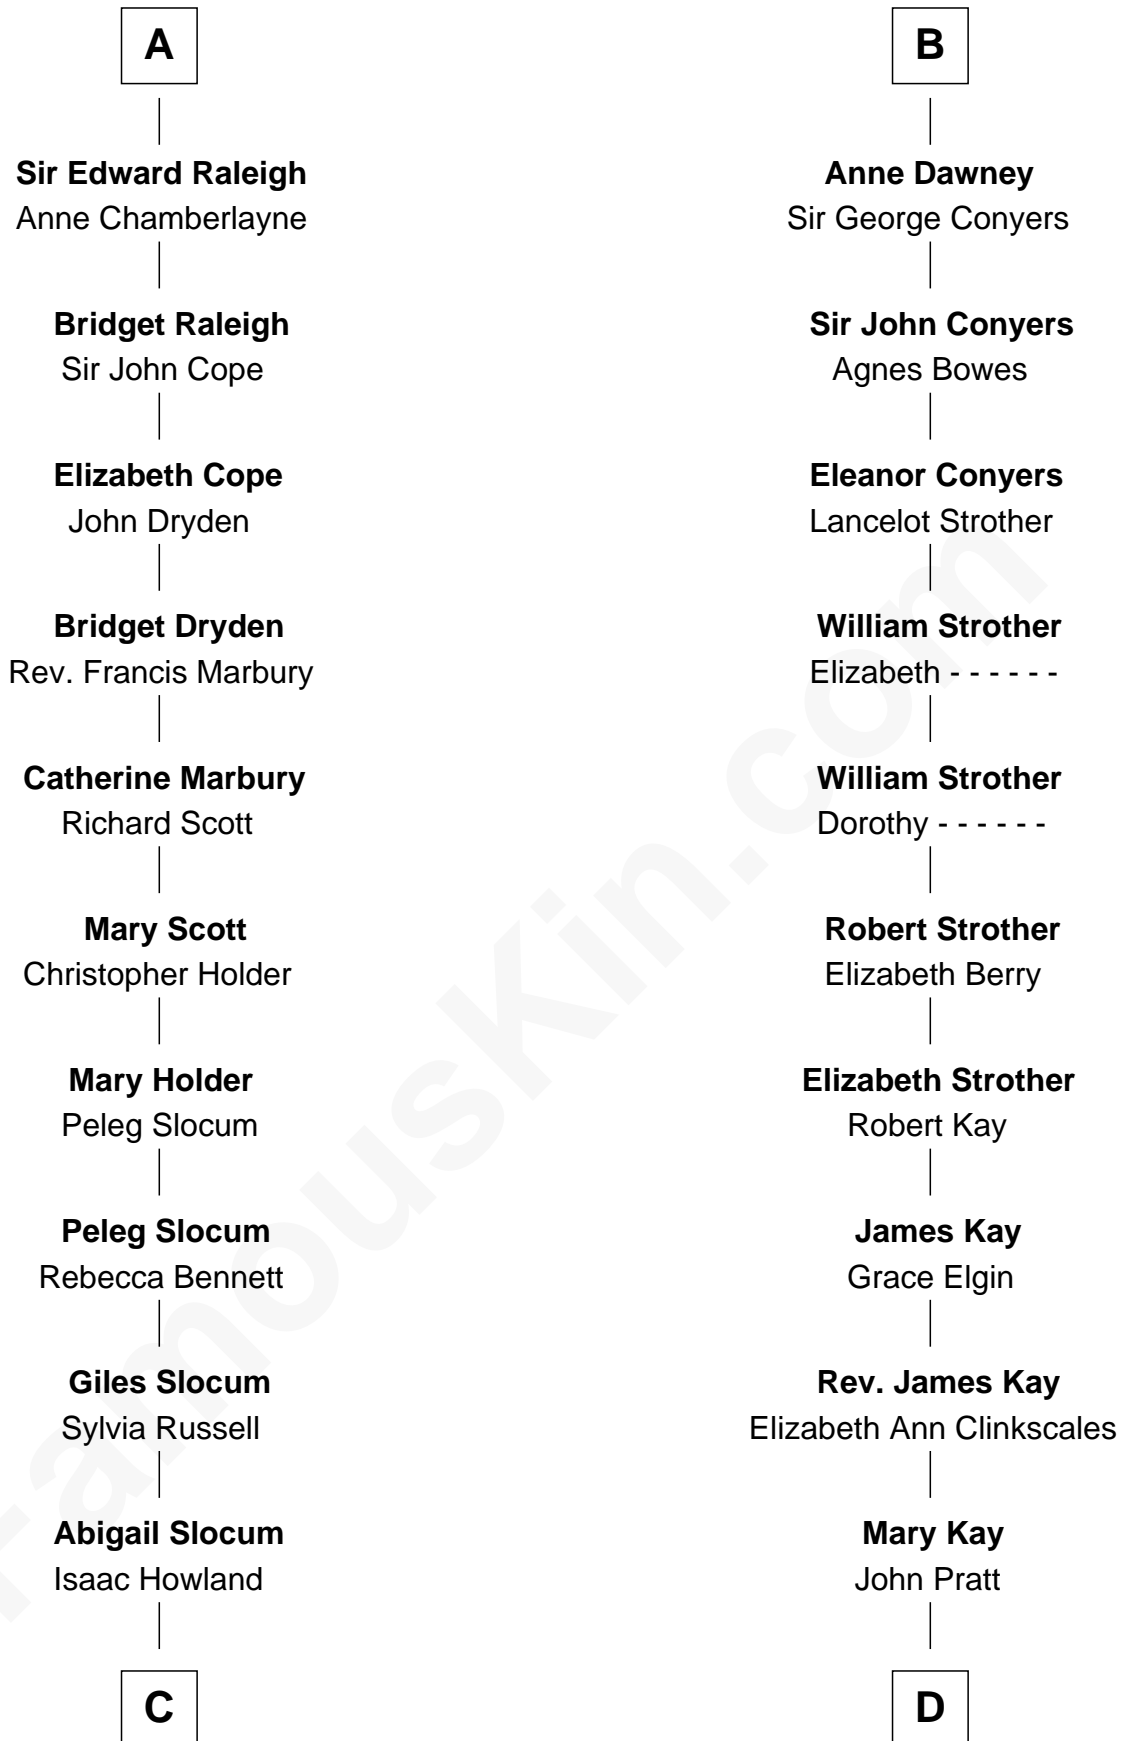 A
Sir Edward Raleigh
Anne Chamberlayne
Bridget Raleigh
Sir John Cope
Elizabeth Cope
John Dryden
Bridget Dryden
Rev. Francis Marbury
Catherine Marbury
Richard Scott
Mary Scott
Christopher Holder
Mary Holder
Peleg Slocum
Peleg Slocum
Rebecca Bennett
Giles Slocum
Sylvia Russell
Abigail Slocum
Isaac Howland
C
B
Anne Dawney
Sir George Conyers
Sir John Conyers
Agnes Bowes
Eleanor Conyers
Lancelot Strother
William Strother
Elizabeth - - - - - -
William Strother
Dorothy - - - - - -
Robert Strother
Elizabeth Berry
Elizabeth Strother
Robert Kay
James Kay
Grace Elgin
Rev. James Kay
Elizabeth Ann Clinkscales
Mary Kay
John Pratt
D
FamousKin.com